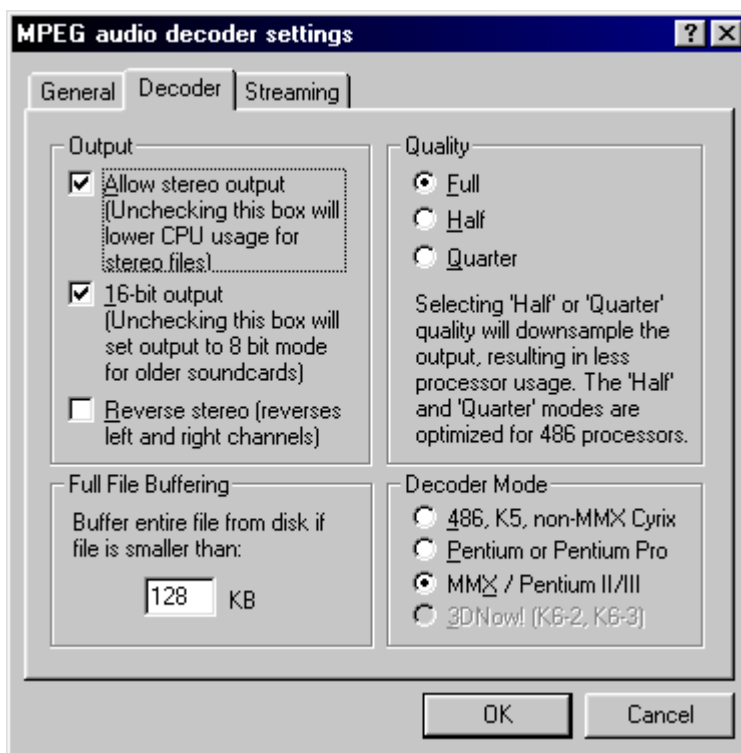 MPEG audio decoder settings
General
Decoder
Streaming
Output
Allow stereo output
(Unchecking this box will
lower CPU usage for
stereo files)
16-bit output
(Unchecking this box will
set output to 8 bit mode
for older soundcards)
Reverse stereo (reverses
left and right channels)
Quality
Full
Half
Quarter
Selecting 'Half' or 'Quarter'
quality will downsample the
output, resulting in less
processor usage. The 'Half'
and 'Quarter' modes are
optimized for 486 processors.
Full File Buffering
Buffer entire file from disk if
file is smaller than:
128 KB
Decoder Mode
486, K5, non-MMX Cyrix
Pentium or Pentium Pro
MMX / Pentium II/III
3DNow! (K6-2, K6-3)
OK
Cancel